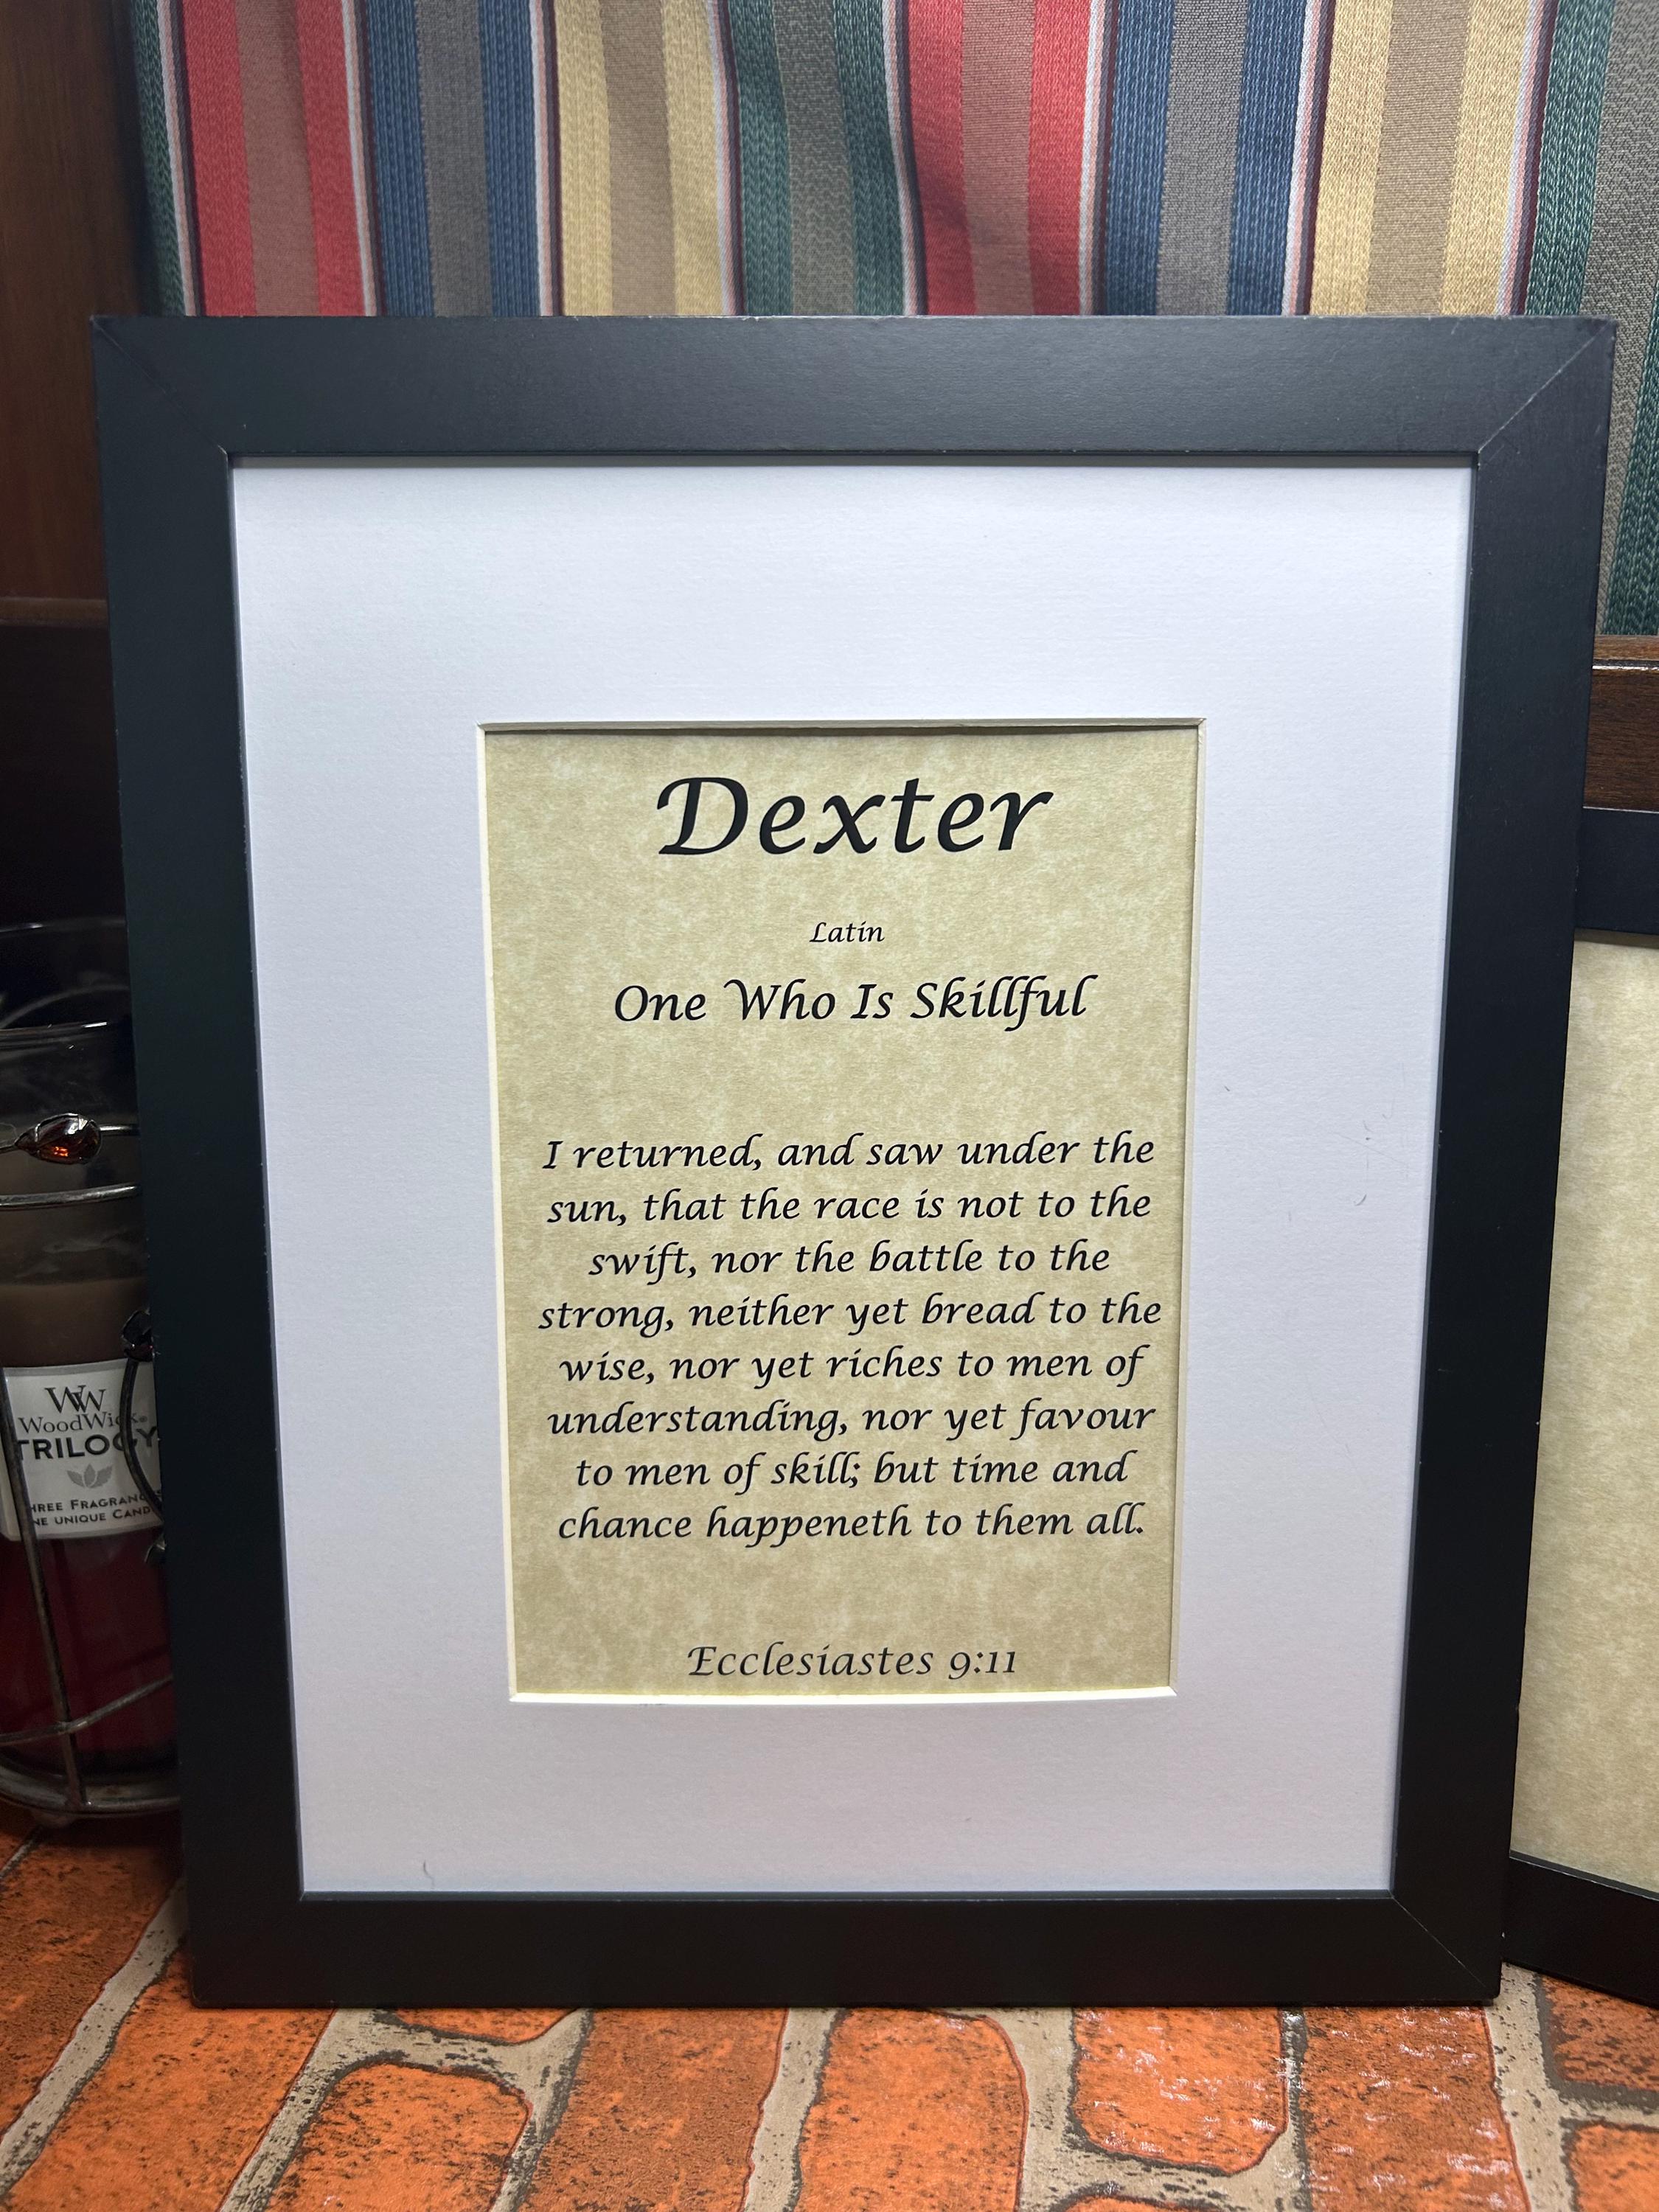 Dexter
Latin
One Who Is Skillful
I returned, and saw under the
sun, that the race is not to the
swift, nor the battle to the
strong, neither yet bread to the
wise, nor yet riches to men of
understanding, nor yet favour
to men of skill; but time and
chance happeneth to them all.
Ecclesiastes 9:11
WW
WoodWick
TRILOGY
UNIQUE